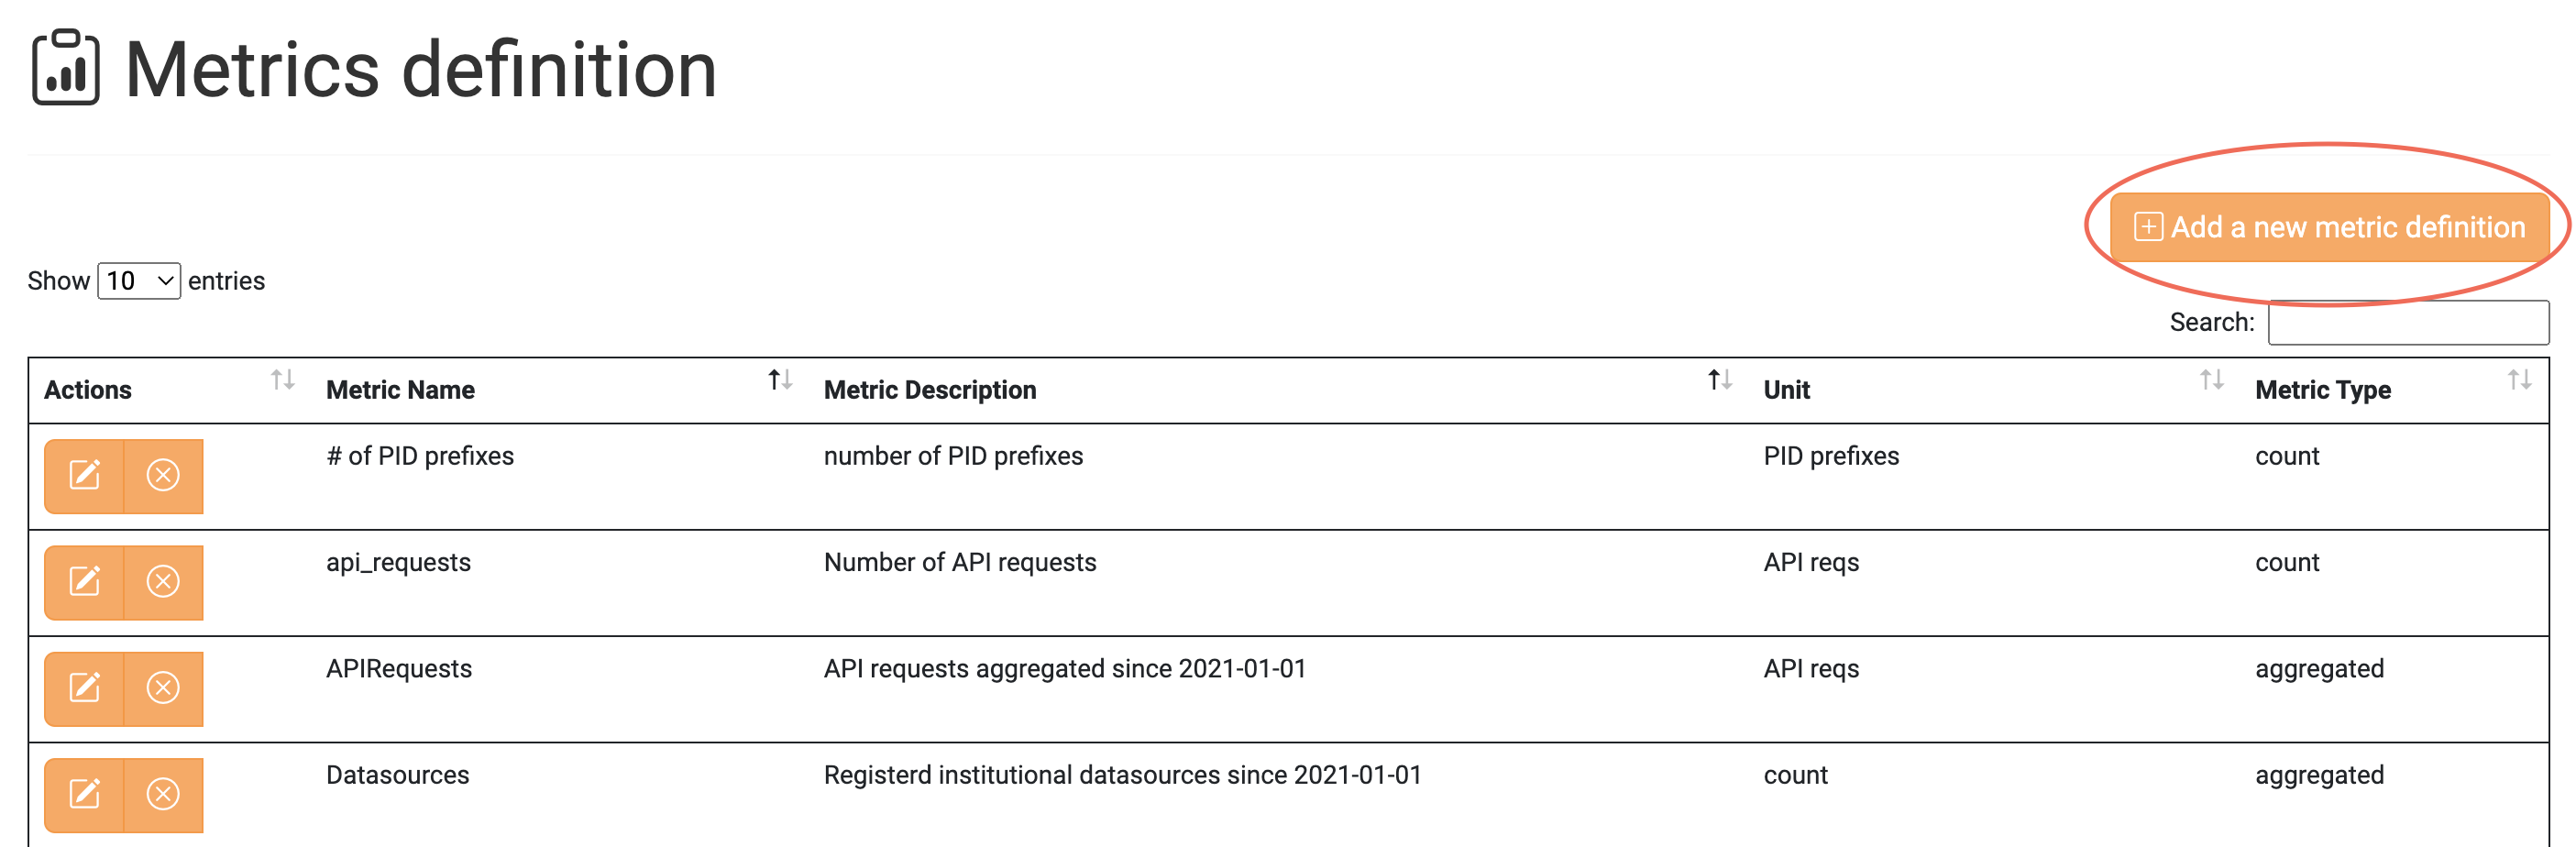 Metrics definition
Add a new metric definition
Show 10 entries
Search:
Actions Metric Name Metric Description Unit Metric Type
# of PID prefixes number of PID prefixes PID prefixes count
api_requests Number of API requests API reqs count
APIRequests API requests aggregated since 2021-01-01 API reqs aggregated
Datasources Registerd institutional datasources since 2021-01-01 count aggregated